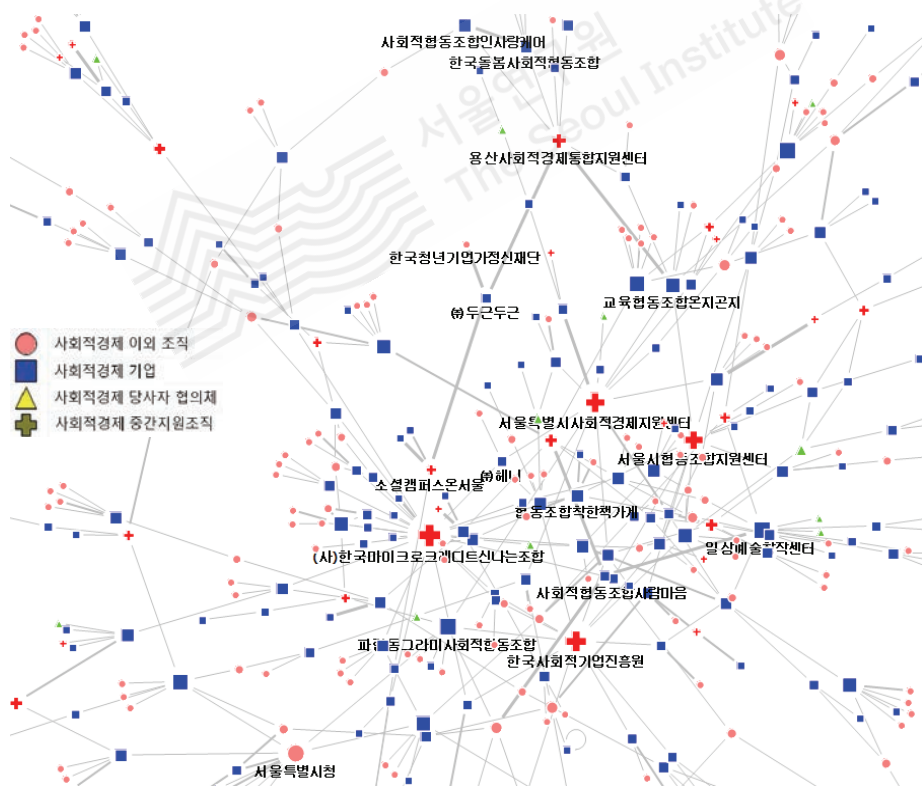 서울연구원
The Seoul Institute
사회적협동조합인사랑케어
한국돌봄사회적협동조합
용산사회적경제통합지원센터
한국청년기업가정신재단
교육협동조합온지곤지
㈜두근두근
사회적경제 이외 조직
사회적경제 기업
사회적경제 당사자 협의체
사회적경제 중간지원조직
서울특별시사회적경제지원센터
서울시협동조합지원센터
㈜헤니
소셜캠퍼스온서울
협동조합착한책가게
일상예술창작센터
(사)한국마이크로크레디트신나는조합
사회적협동조합사람마음
파란동그라미사회적협동조합
한국사회적기업진흥원
서울특별시청